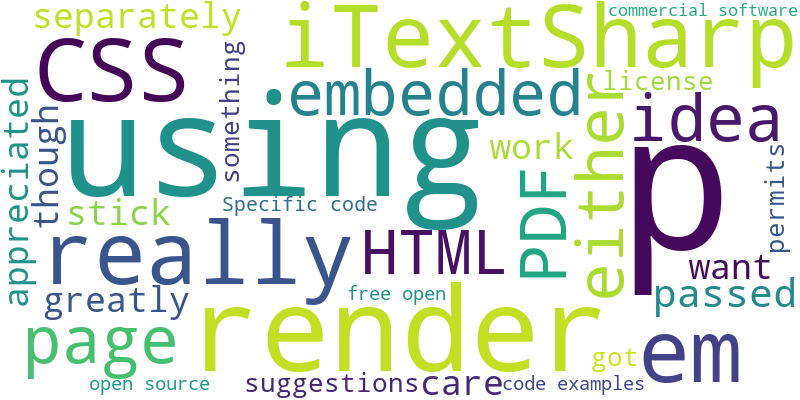 commercial software
separately
iTextSharp
CSS
something
license
embedded
using
p
idea
either
appreciated
though
work
permits
PDF
stick
Specific code
really
HTML
want
greatly
free open
passed
render
page
em
got
open source
suggestions
care
code examples